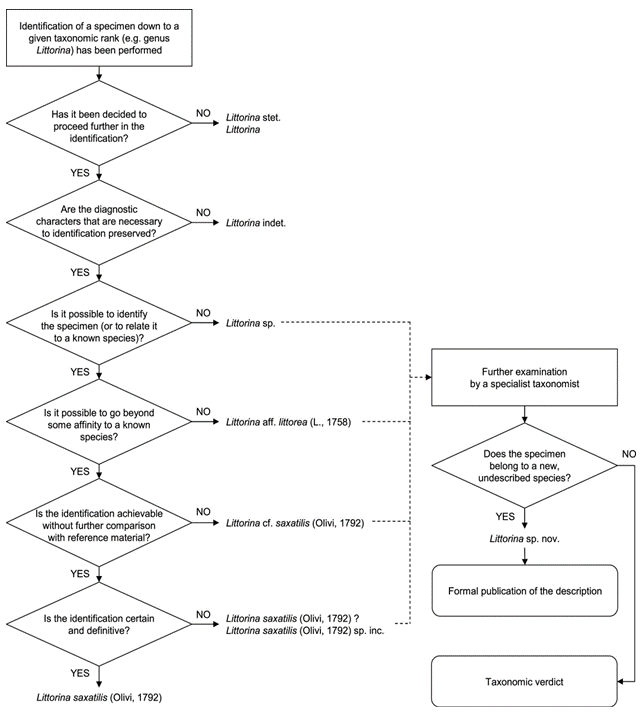 Identification of a specimen down to a
given taxonomic rank (e.g. genus
Littorina) has been performed
Has it been decided to
proceed further in the
identification?
NO
Littorina stet.
Littorina
YES
Are the diagnostic
characters that are necessary
to identification preserved?
NO
Littorina indet.
YES
Is it possible to identify
the specimen (or to relate it
to a known species)?
NO
Littorina sp.
YES
Is it possible to go beyond
some affinity to a known
species?
NO
Littorina aff. littorea (L., 1758)
YES
Is the identification achievable
without further comparison
with reference material?
NO
Littorina cf. saxatilis (Olivi, 1792)
YES
Is the identification certain
and definitive?
NO
Littorina saxatilis (Olivi, 1792) ?
Littorina saxatilis (Olivi, 1792) sp. inc.
YES
Littorina saxatilis (Olivi, 1792)
Further examination
by a specialist taxonomist
Does the specimen
belong to a new,
undescribed species?
NO
YES
Littorina sp. nov.
Formal publication of the description
Taxonomic verdict